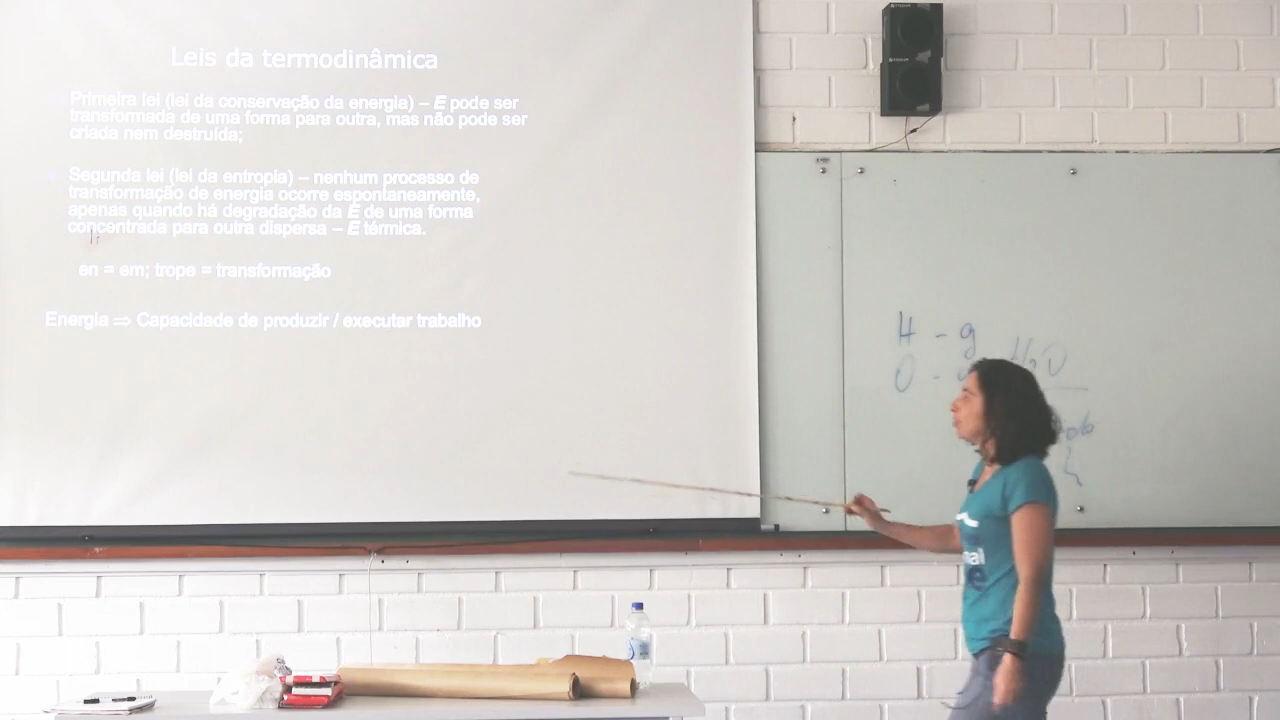 Leis da termodinâmica
Primeira lei (lei da conservação da energia) – E pode ser
transformada de uma forma para outra, mas não pode ser
criada nem destruída;
Segunda lei (lei da entropia) – nenhum processo de
transformação de energia ocorre espontaneamente,
apenas quando há degradação da E de uma forma
concentrada para outra dispersa – E térmica.
en = em; trope = transformação
Energia ⇒ Capacidade de produzir / executar trabalho
H - g
H₂O
O -